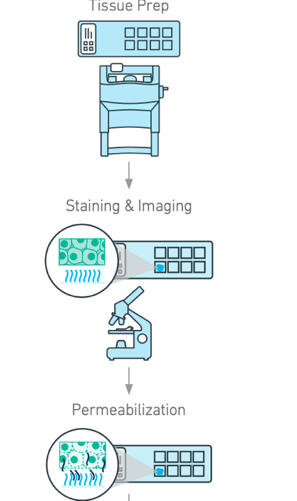 Tissue Prep
Staining & Imaging
Permeabilization